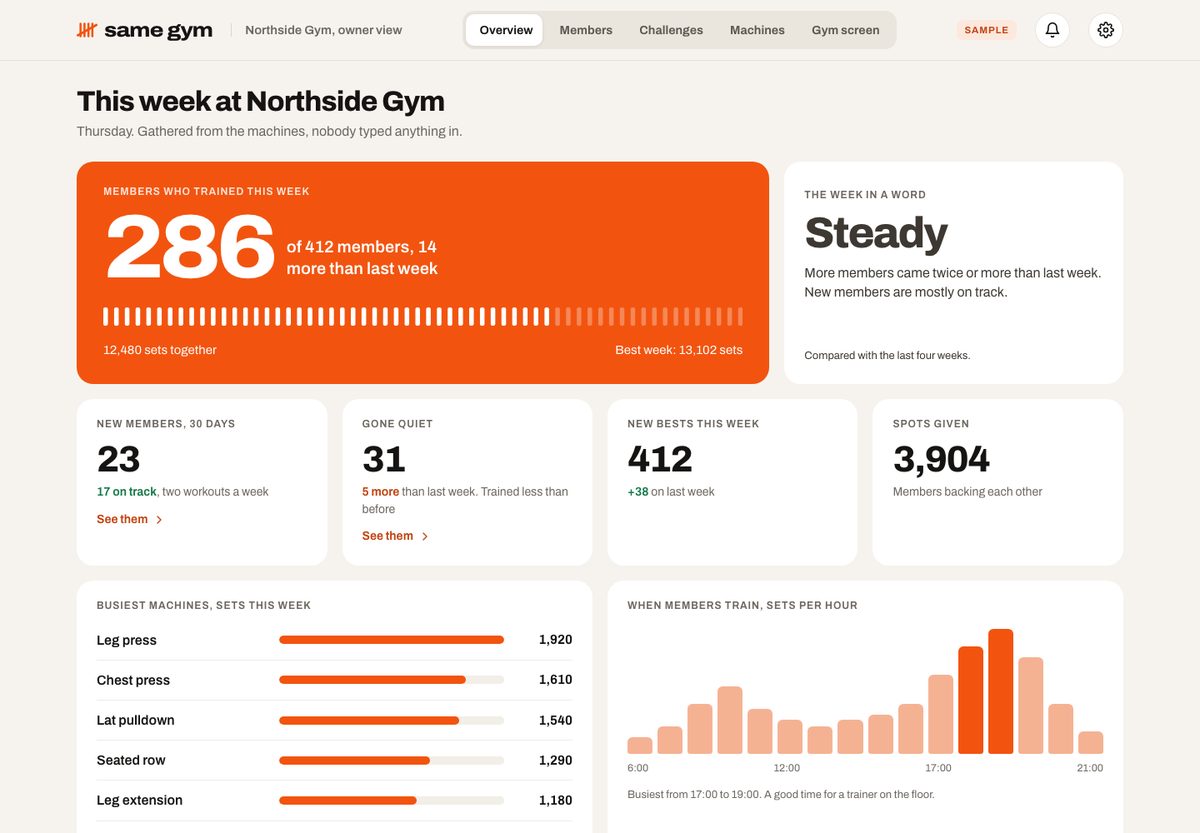 same gym
Northside Gym, owner view
Overview
Members
Challenges
Machines
Gym screen
SAMPLE
This week at Northside Gym
Thursday. Gathered from the machines, nobody typed anything in.
MEMBERS WHO TRAINED THIS WEEK
286
of 412 members, 14
more than last week
12,480 sets together
Best week: 13,102 sets
THE WEEK IN A WORD
Steady
More members came twice or more than last week.
New members are mostly on track.
Compared with the last four weeks.
NEW MEMBERS, 30 DAYS
23
17 on track, two workouts a week
See them
GONE QUIET
31
5 more than last week. Trained less than
before
See them
NEW BESTS THIS WEEK
412
+38 on last week
SPOTS GIVEN
3,904
Members backing each other
BUSIEST MACHINES, SETS THIS WEEK
Leg press 1,920
Chest press 1,610
Lat pulldown 1,540
Seated row 1,290
Leg extension 1,180
WHEN MEMBERS TRAIN, SETS PER HOUR
6:00 12:00 17:00 21:00
Busiest from 17:00 to 19:00. A good time for a trainer on the floor.